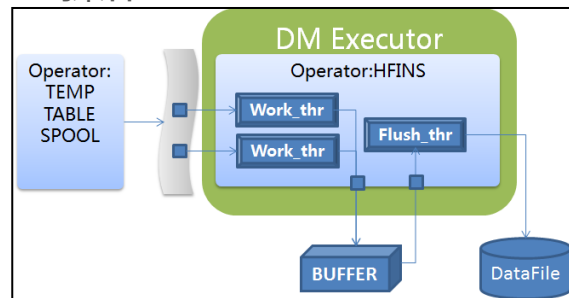 DM Executor
Operator:
TEMP
TABLE
SPOOL
Operator:HFINS
Work_thr
Flush_thr
Work_thr
BUFFER
DataFile